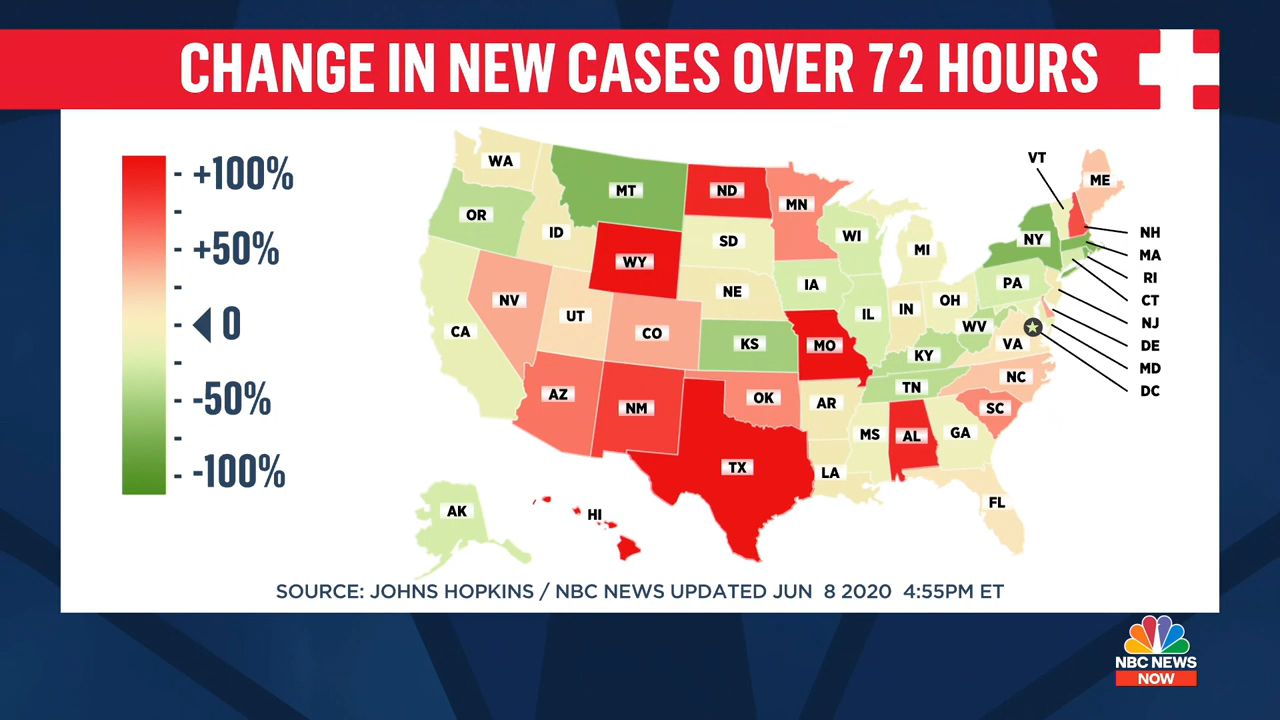 CHANGE IN NEW CASES OVER 72 HOURS
+100%
+50%
0
-50%
-100%
WA
OR
CA
ID
NV
MT
WY
UT
AZ
CO
NM
ND
SD
NE
KS
OK
TX
MN
IA
MO
AR
LA
WI
IL
MS
MI
IN
OH
KY
TN
AL
GA
FL
SC
NC
VA
WV
PA
NY
ME
VT
NH
MA
RI
CT
NJ
DE
MD
DC
AK
HI
SOURCE: JOHNS HOPKINS / NBC NEWS UPDATED JUN 8 2020 4:55PM ET
NBC NEWS
NOW